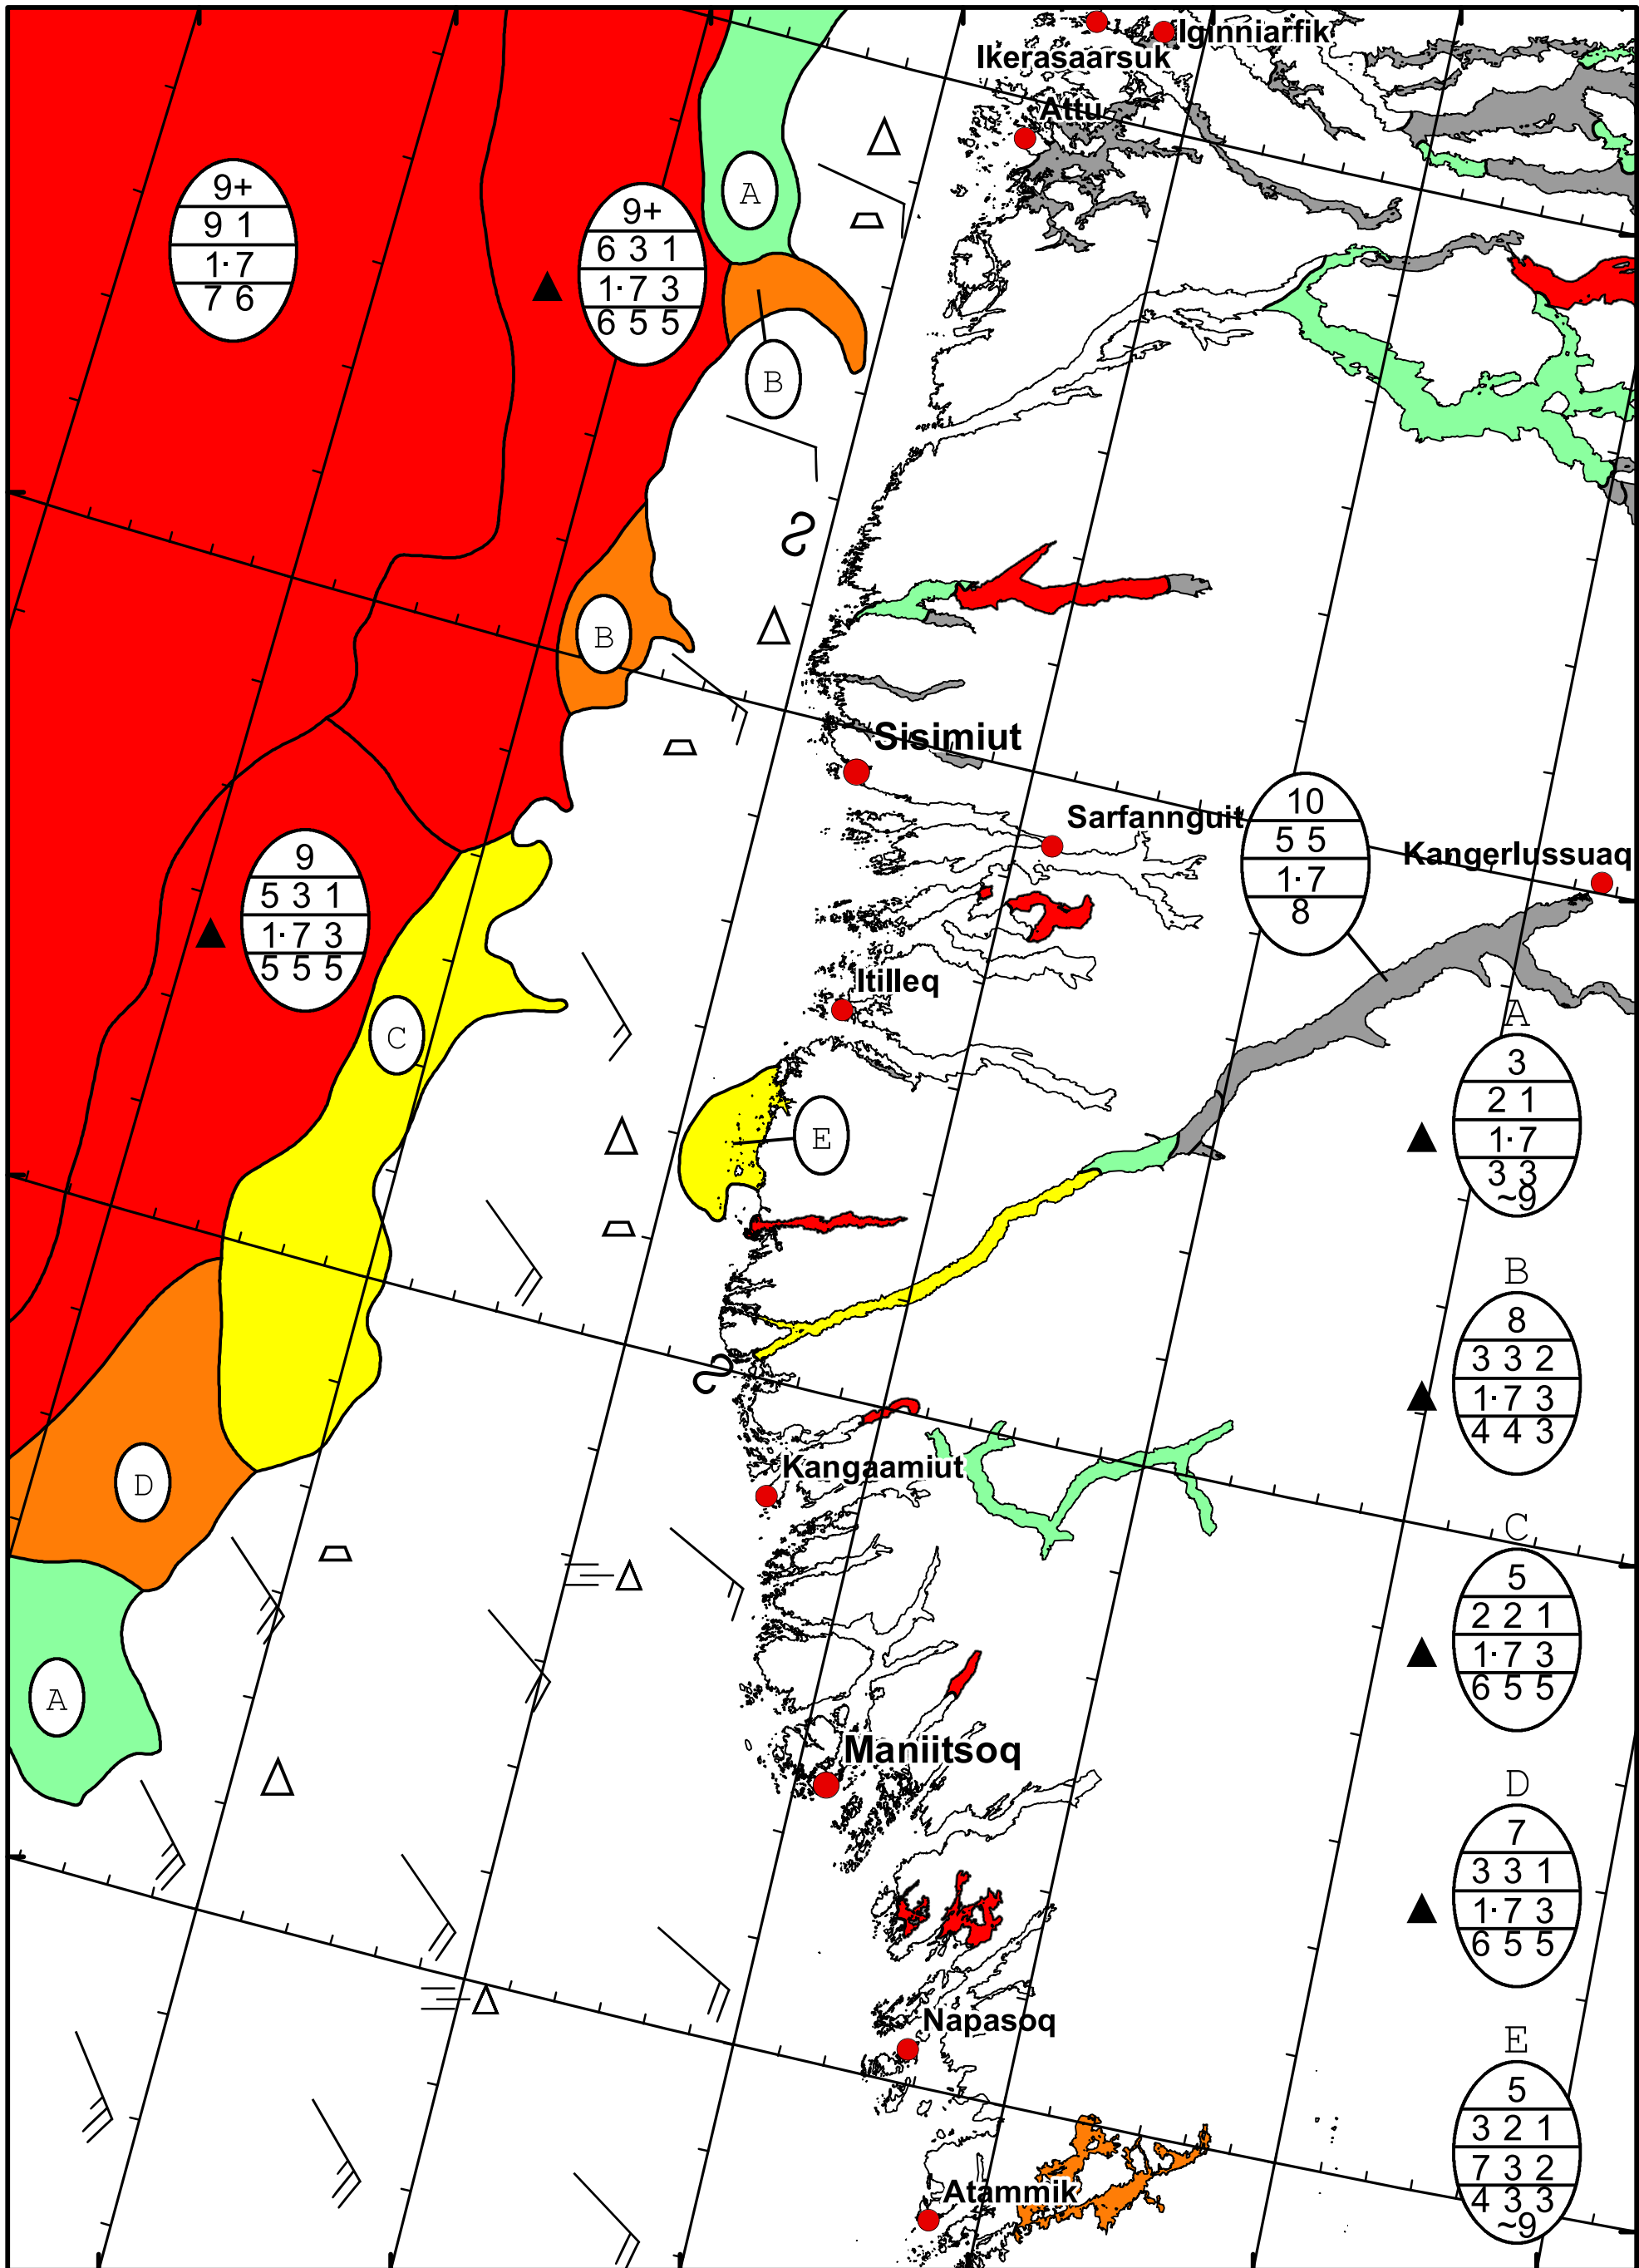 Iginniarfik
Ikerasaarsuk
Attu
9+
9 1
1· 7
7 6
9+
6 3 1
1· 7 3
6 5 5
A
B
B
Sisimiut
Sarfannguit
10
5 5
1· 7
8
Kangerlussuaq
9
5 3 1
1· 7 3
5 5 5
Itilleq
C
E
A
3
2 1
1· 7
3 3
~9
B
8
3 3 2
1· 7 3
4 4 3
Kangaamiut
D
C
5
2 2 1
1· 7 3
6 5 5
A
Maniitsoq
D
7
3 3 1
1· 7 3
6 5 5
Napasoq
E
5
3 2 1
7 3 2
4 3 3
~9
Atammik